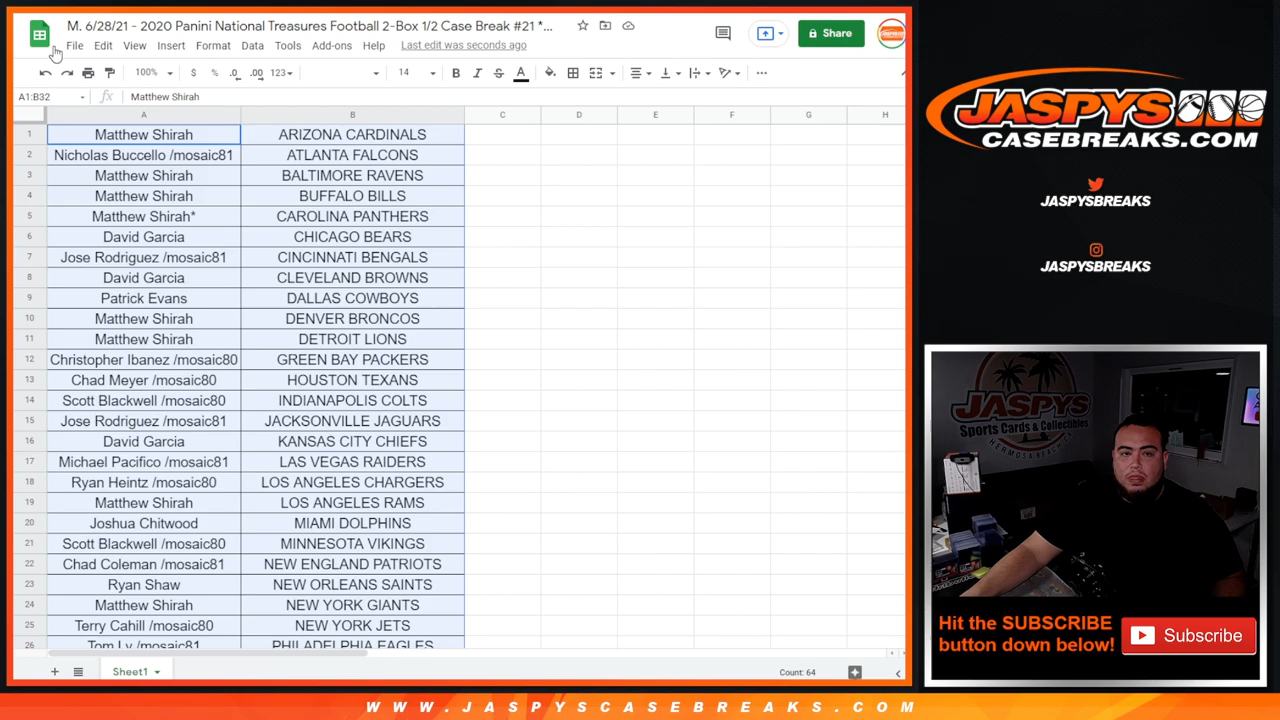 M. 6/28/21 - 2020 Panini National Treasures Football 2-Box 1/2 Case Break #21 *...
File Edit View Insert Format Data Tools Add-ons Help Last edit was seconds ago
Share
100% $ % .0 .00 123 14 B I S A
A1:B32 fx Matthew Shirah
A B C D E F G H
1 Matthew Shirah ARIZONA CARDINALS
2 Nicholas Buccello /mosaic81 ATLANTA FALCONS
3 Matthew Shirah BALTIMORE RAVENS
4 Matthew Shirah BUFFALO BILLS
5 Matthew Shirah* CAROLINA PANTHERS
6 David Garcia CHICAGO BEARS
7 Jose Rodriguez /mosaic81 CINCINNATI BENGALS
8 David Garcia CLEVELAND BROWNS
9 Patrick Evans DALLAS COWBOYS
10 Matthew Shirah DENVER BRONCOS
11 Matthew Shirah DETROIT LIONS
12 Christopher Ibanez /mosaic80 GREEN BAY PACKERS
13 Chad Meyer /mosaic80 HOUSTON TEXANS
14 Scott Blackwell /mosaic80 INDIANAPOLIS COLTS
15 Jose Rodriguez /mosaic81 JACKSONVILLE JAGUARS
16 David Garcia KANSAS CITY CHIEFS
17 Michael Pacifico /mosaic81 LAS VEGAS RAIDERS
18 Ryan Heintz /mosaic80 LOS ANGELES CHARGERS
19 Matthew Shirah LOS ANGELES RAMS
20 Joshua Chitwood MIAMI DOLPHINS
21 Scott Blackwell /mosaic80 MINNESOTA VIKINGS
22 Chad Coleman /mosaic81 NEW ENGLAND PATRIOTS
23 Ryan Shaw NEW ORLEANS SAINTS
24 Matthew Shirah NEW YORK GIANTS
25 Terry Cahill /mosaic80 NEW YORK JETS
26 Tom Ly /mosaic81 PHILADELPHIA EAGLES
Sheet1 Count: 64
JASPYS
CASEBREAKS.COM
JASPYSBREAKS
JASPYSBREAKS
JASPYS
Sports Cards & Collectibles
HERMOSA BEACH
Hit the SUBSCRIBE
button down below!
Subscribe
WWW.JASPYSCASEBREAKS.COM